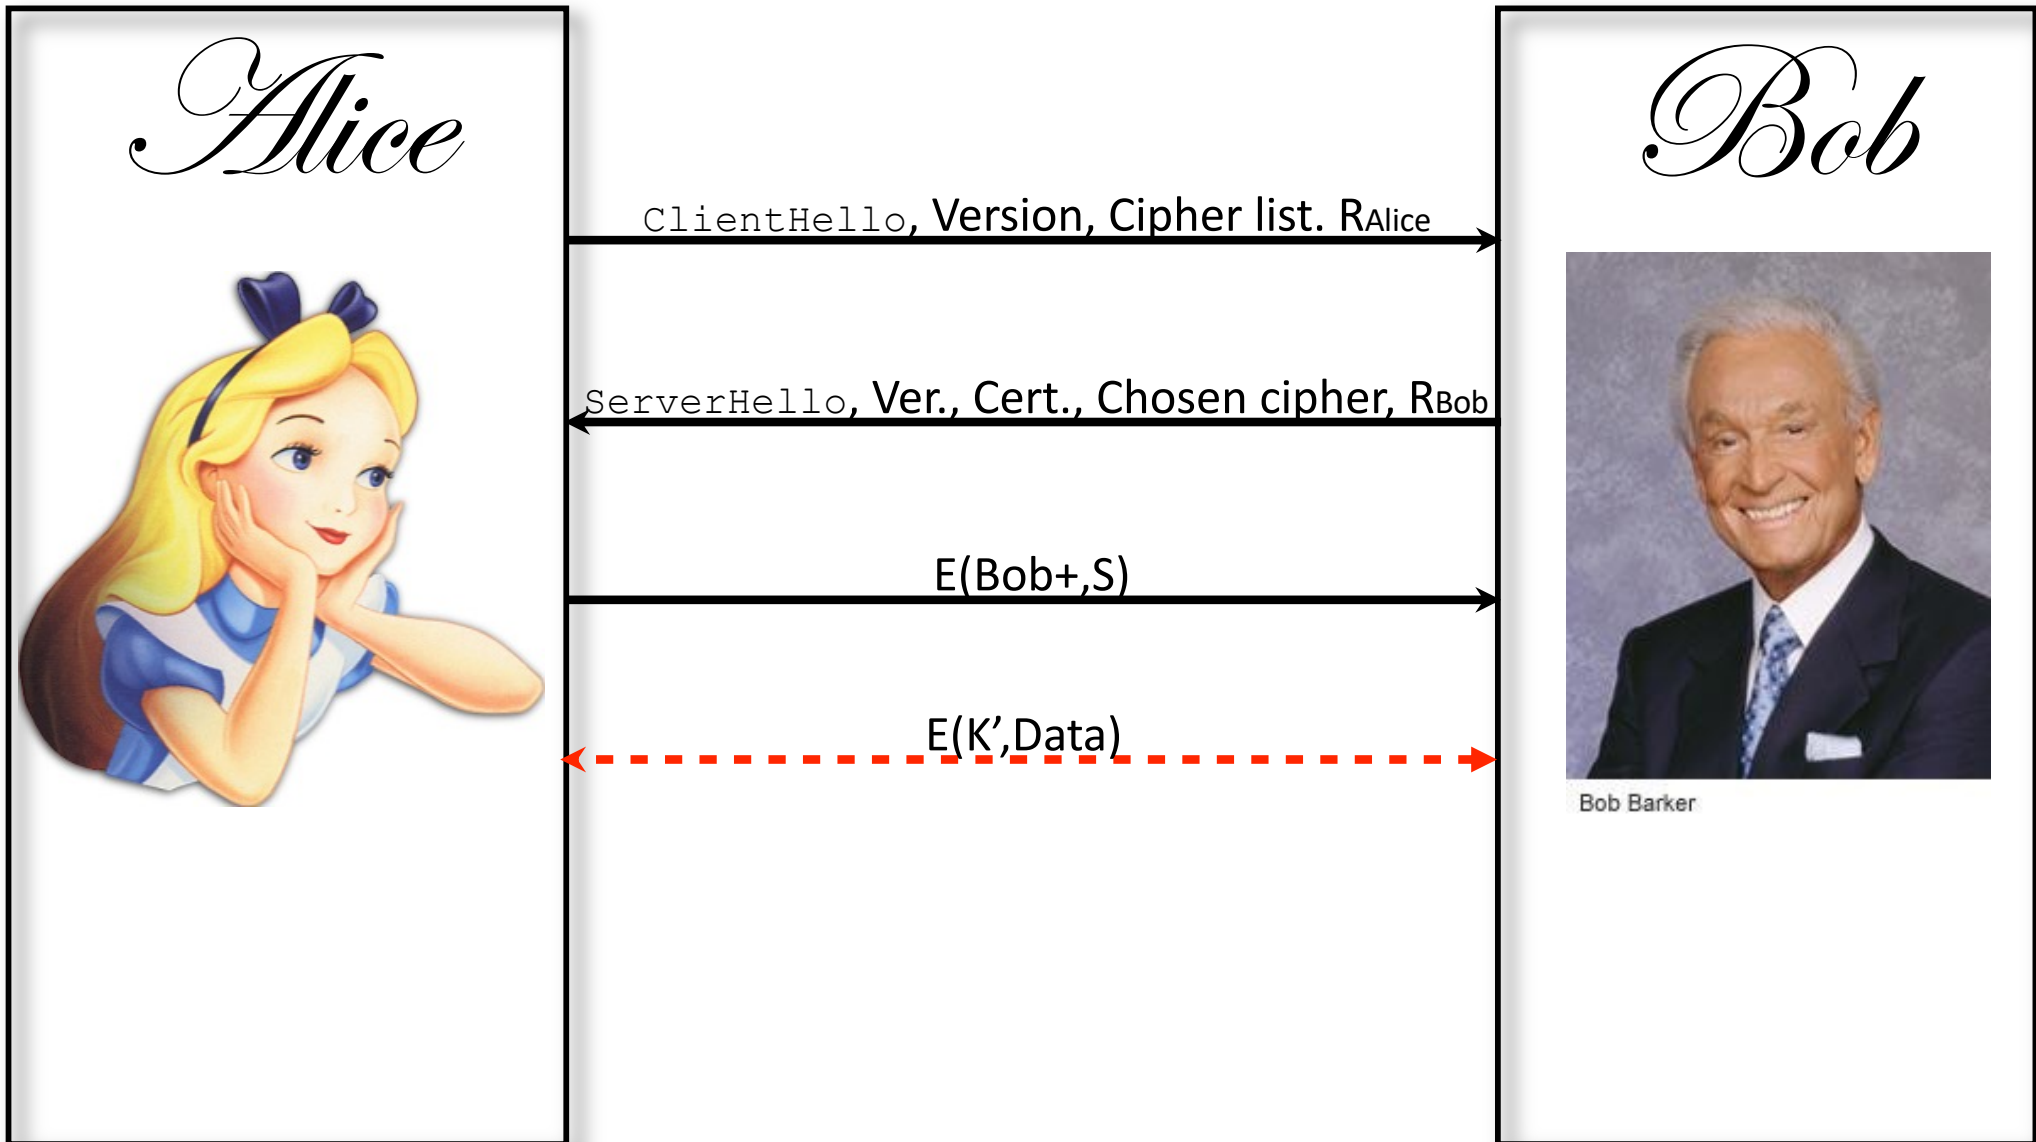 Alice
Bob
ClientHello, Version, Cipher list. RAlice
ServerHello, Ver., Cert., Chosen cipher, RBob
E(Bob+,S)
E(K’,Data)
Bob Barker